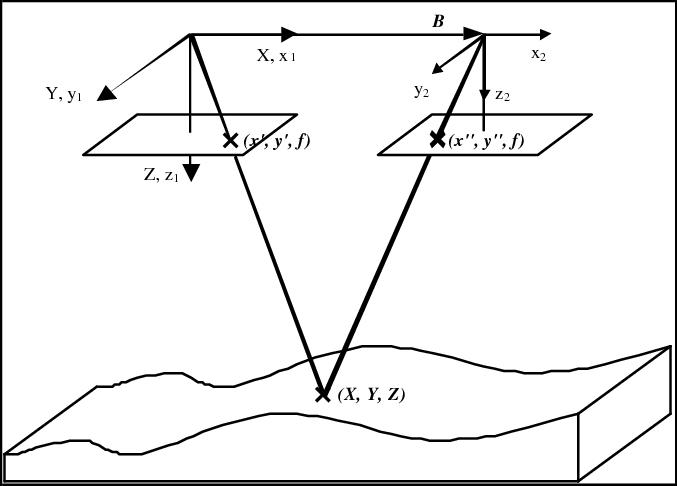 B
X, x1
x2
Y, y1
y2
z2
(x', y', f)
(x'', y'', f)
Z, z1
(X, Y, Z)